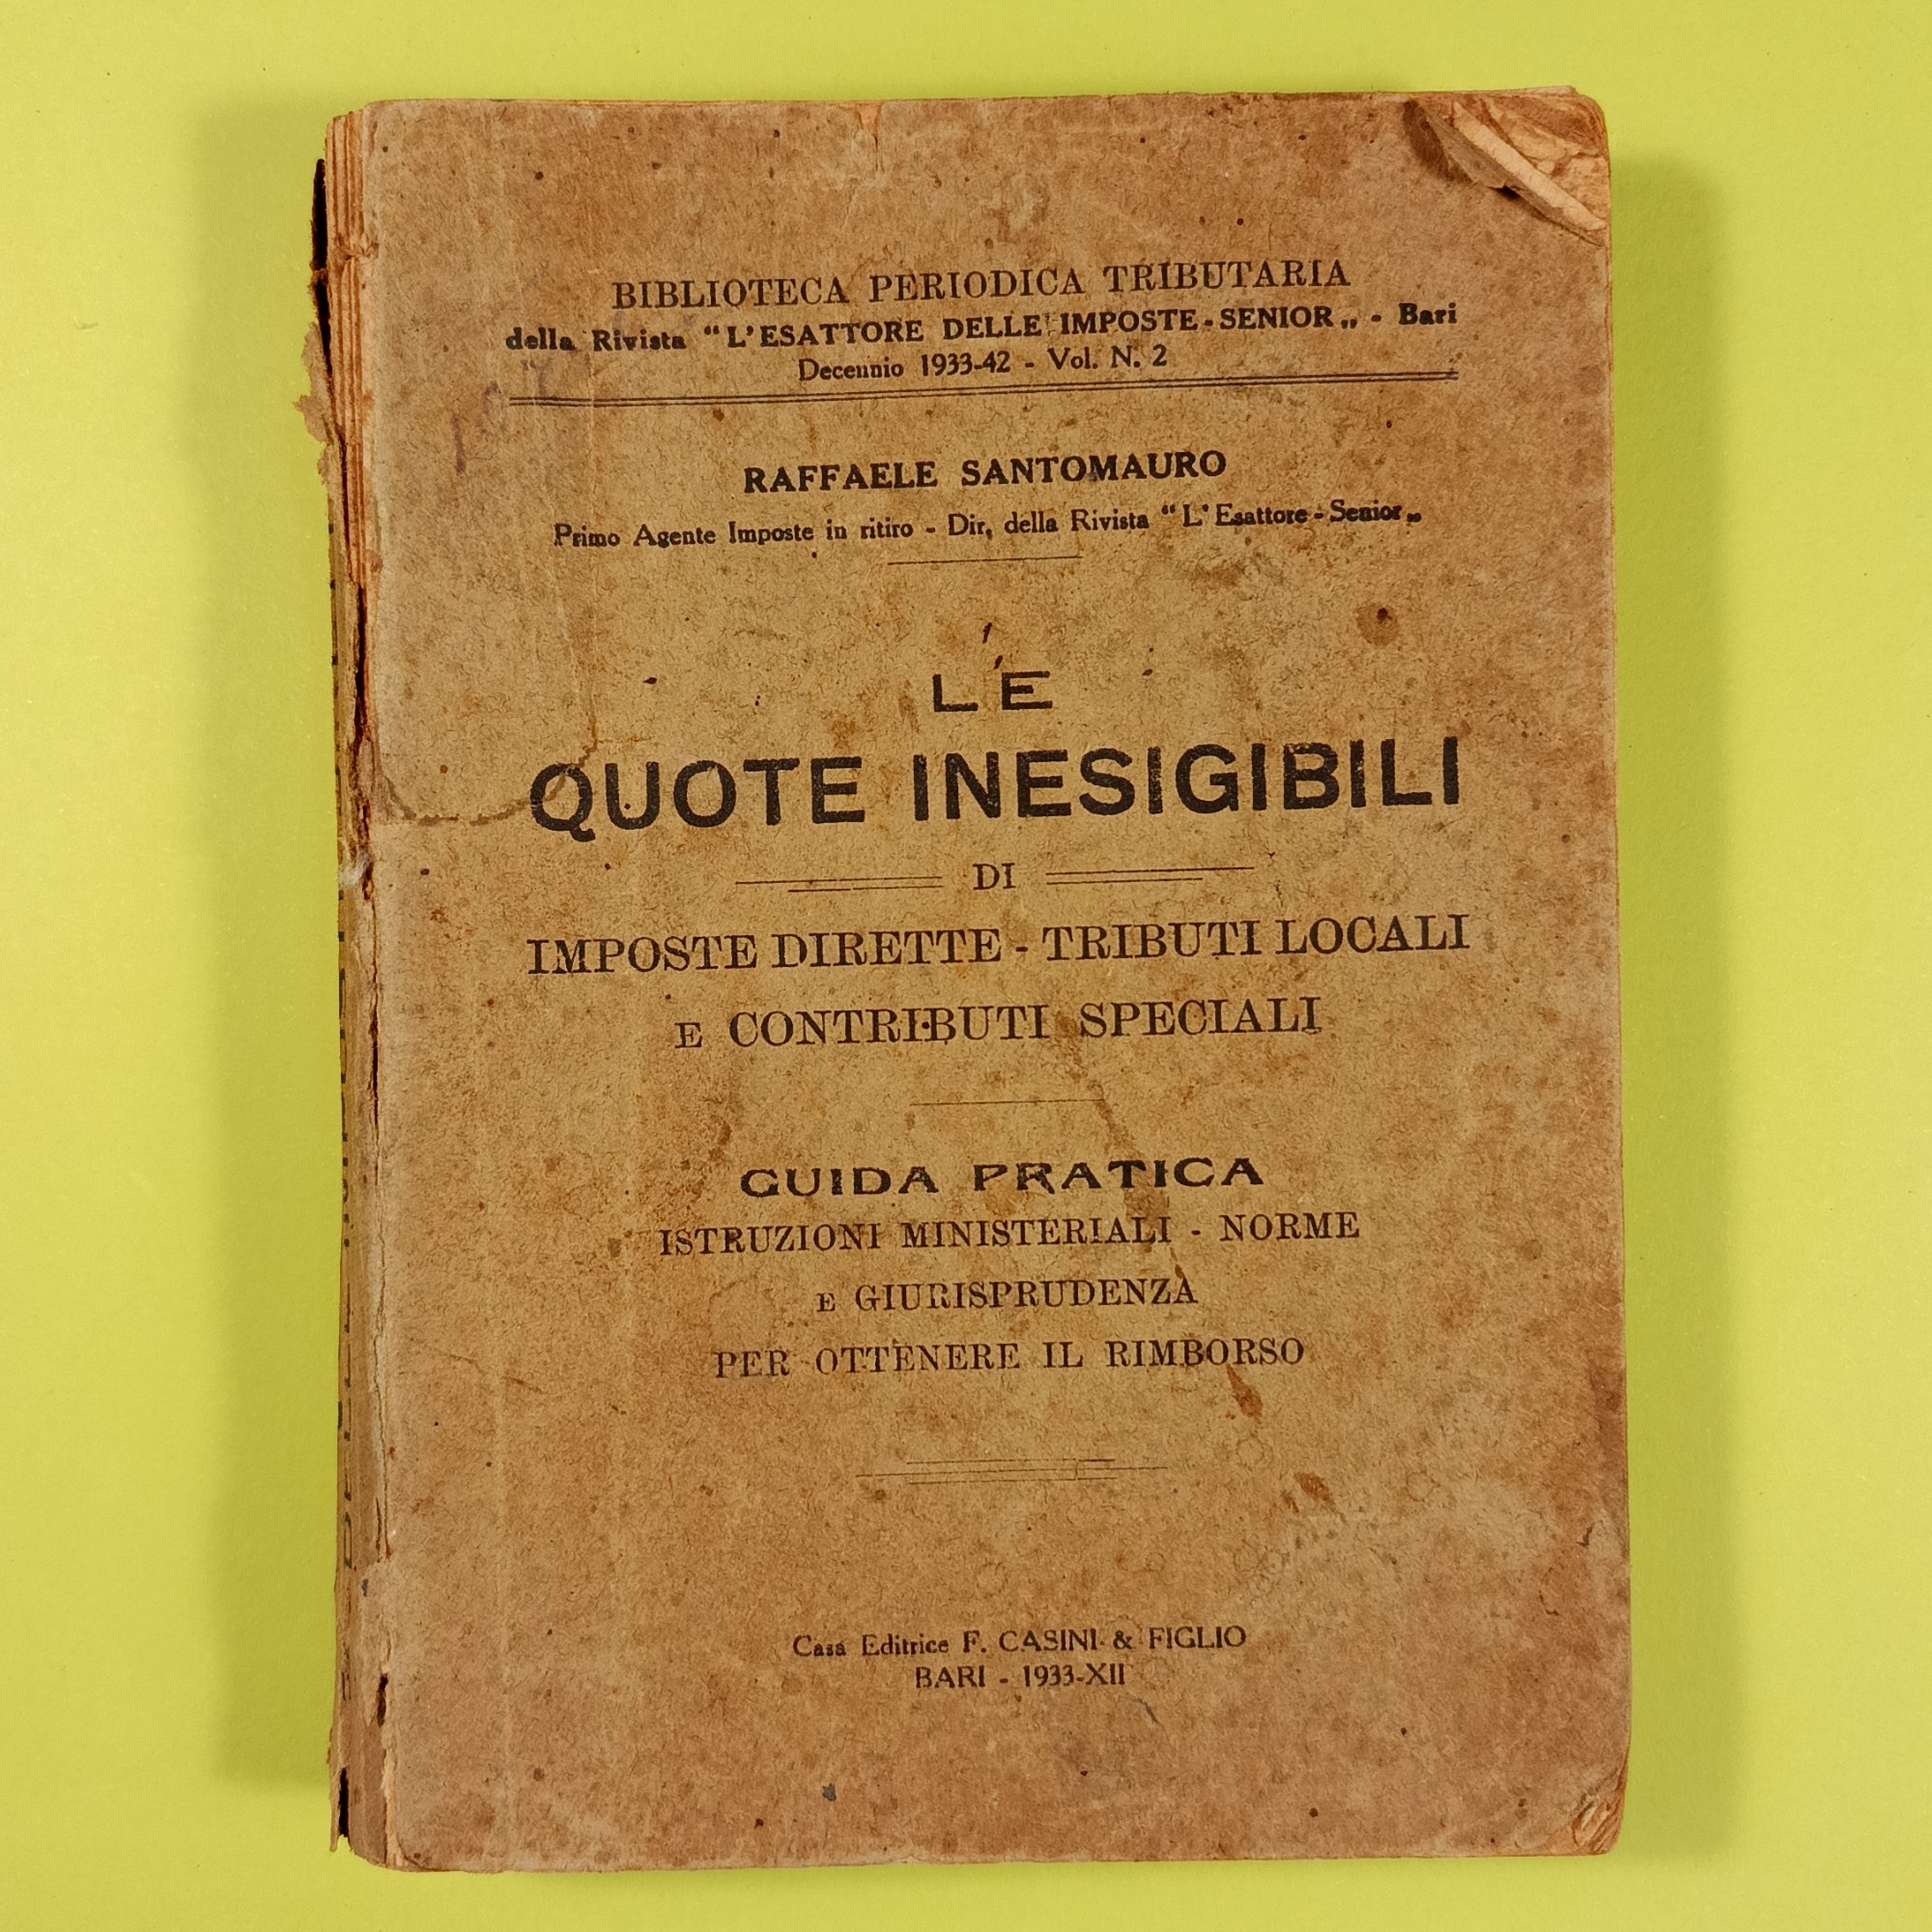 BIBLIOTECA PERIODICA TRIBUTARIA
della Rivista “L’ESATTORE DELLE IMPOSTE-SENIOR„ - Bari
Decennio 1933-42 - Vol. N. 2
RAFFAELE SANTOMAURO
Primo Agente Imposte in ritiro - Dir. della Rivista “L’Esattore-Senior„
LE
QUOTE INESIGIBILI
DI
IMPOSTE DIRETTE - TRIBUTI LOCALI
E CONTRIBUTI SPECIALI
GUIDA PRATICA
ISTRUZIONI MINISTERIALI - NORME
E GIURISPRUDENZA
PER OTTENERE IL RIMBORSO
Casa Editrice F. CASINI & FIGLIO
BARI - 1933-XII